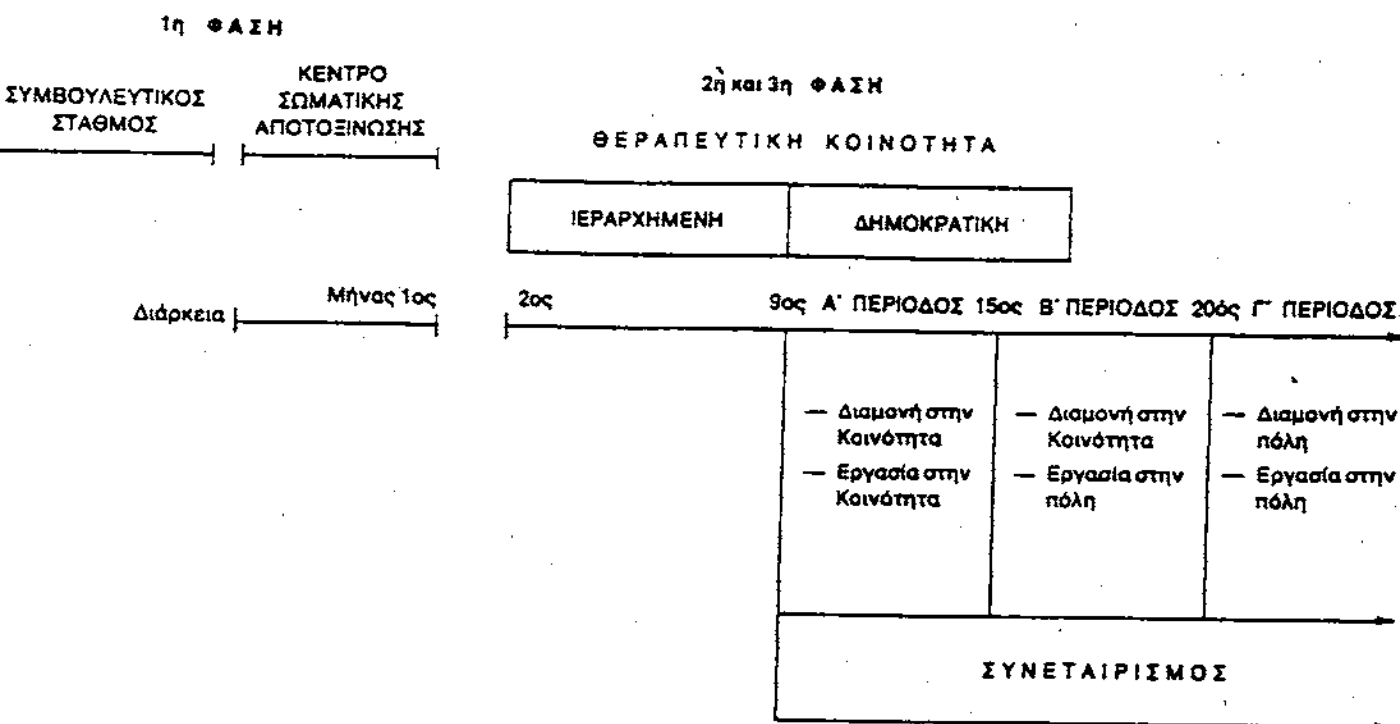 1η ΦΑΣΗ
ΣΥΜΒΟΥΛΕΥΤΙΚΟΣ
ΣΤΑΘΜΟΣ
ΚΕΝΤΡΟ
ΣΩΜΑΤΙΚΗΣ
ΑΠΟΤΟΞΙΝΩΣΗΣ
2η και 3η ΦΑΣΗ
ΘΕΡΑΠΕΥΤΙΚΗ ΚΟΙΝΟΤΗΤΑ
ΙΕΡΑΡΧΗΜΕΝΗ
ΔΗΜΟΚΡΑΤΙΚΗ
Διάρκεια
Μήνας 1ος
2ος
9ος Α' ΠΕΡΙΟΔΟΣ 15ος Β' ΠΕΡΙΟΔΟΣ 20ός Γ' ΠΕΡΙΟΔΟΣ
— Διαμονή στην
Κοινότητα
— Εργασία στην
Κοινότητα
— Διαμονή στην
Κοινότητα
— Εργασία στην
πόλη
— Διαμονή στην
πόλη
— Εργασία στην
πόλη
ΣΥΝΕΤΑΙΡΙΣΜΟΣ